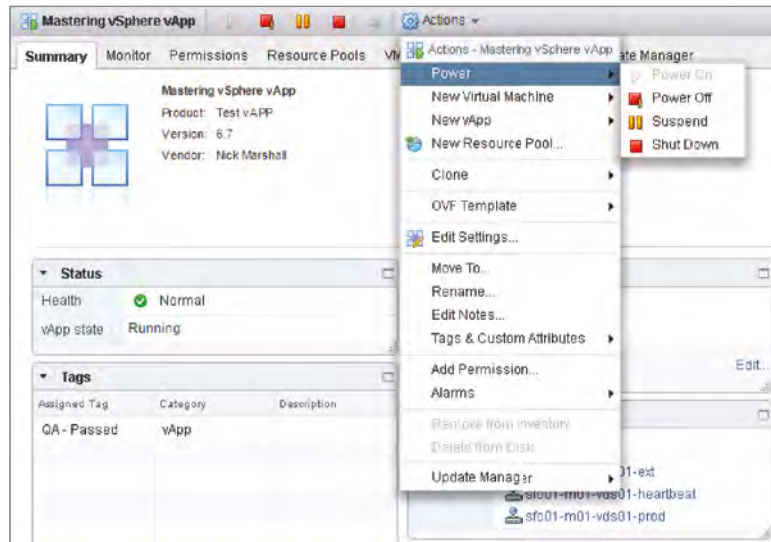 Mastering vSphere vApp
Actions
Summary Monitor Permissions Resource Pools
Actions - Mastering vSphere vApp
Update Manager
Mastering vSphere vApp
Product: Test vAPP
Version: 6.7
Vendor: Nick Marshall
Power
New Virtual Machine
New vApp
New Resource Pool...
Clone
OVF Template
Edit Settings...
Move To...
Rename...
Edit Notes...
Tags & Custom Attributes
Add Permission...
Alarms
Remove from Inventory
Delete from Disk
Update Manager
Power On
Power Off
Suspend
Shut Down
Status
Health Normal
vApp state Running
Tags
Assigned Tag Category Description
QA - Passed vApp
Edit...
01-ext
sfo01-m01-vds01-heartbeat
sfo01-m01-vds01-prod